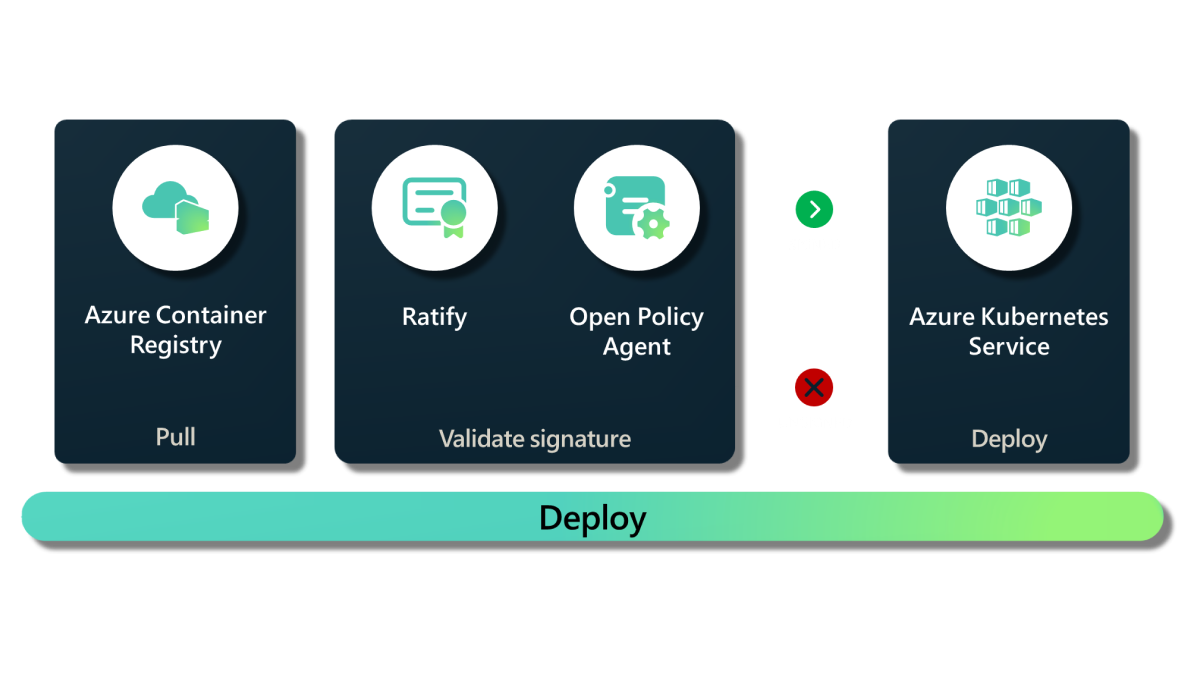 Azure Container
Registry
Pull
Ratify
Open Policy
Agent
Validate signature
Azure Kubernetes
Service
Deploy
Deploy